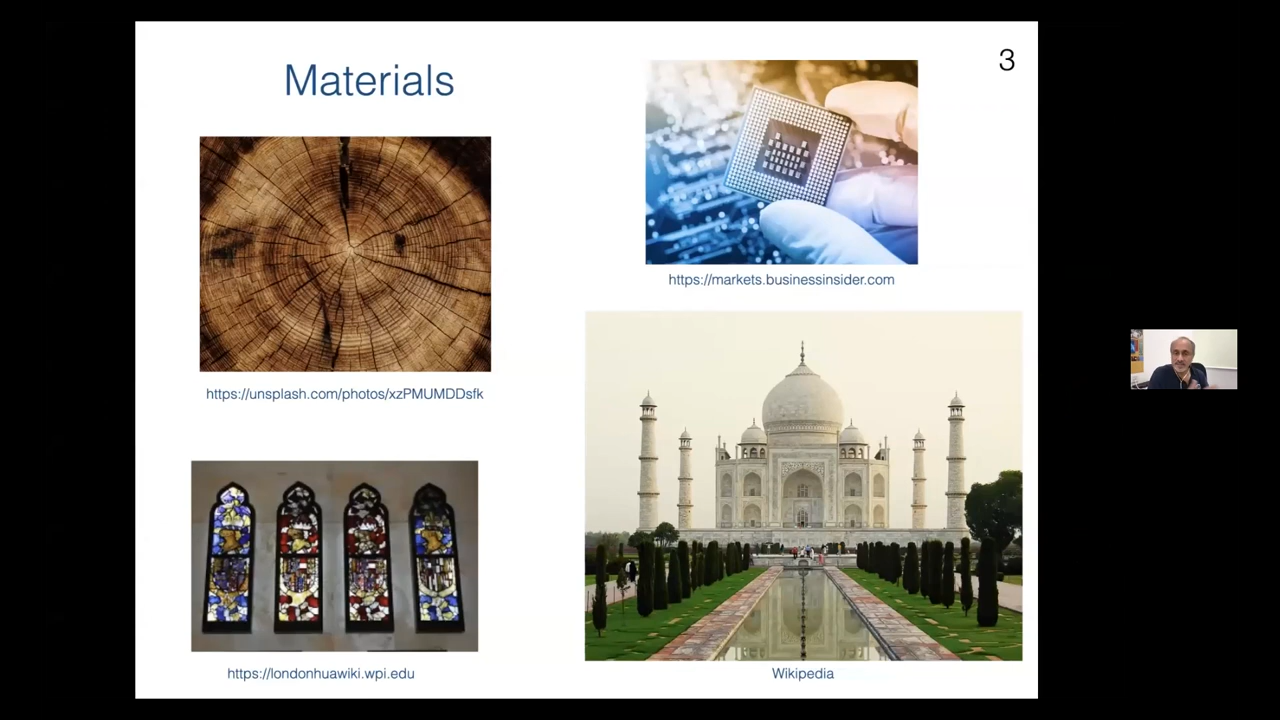 Materials
3
https://markets.businessinsider.com
https://unsplash.com/photos/xzPMUMDDsfk
https://londonhuawiki.wpi.edu
Wikipedia